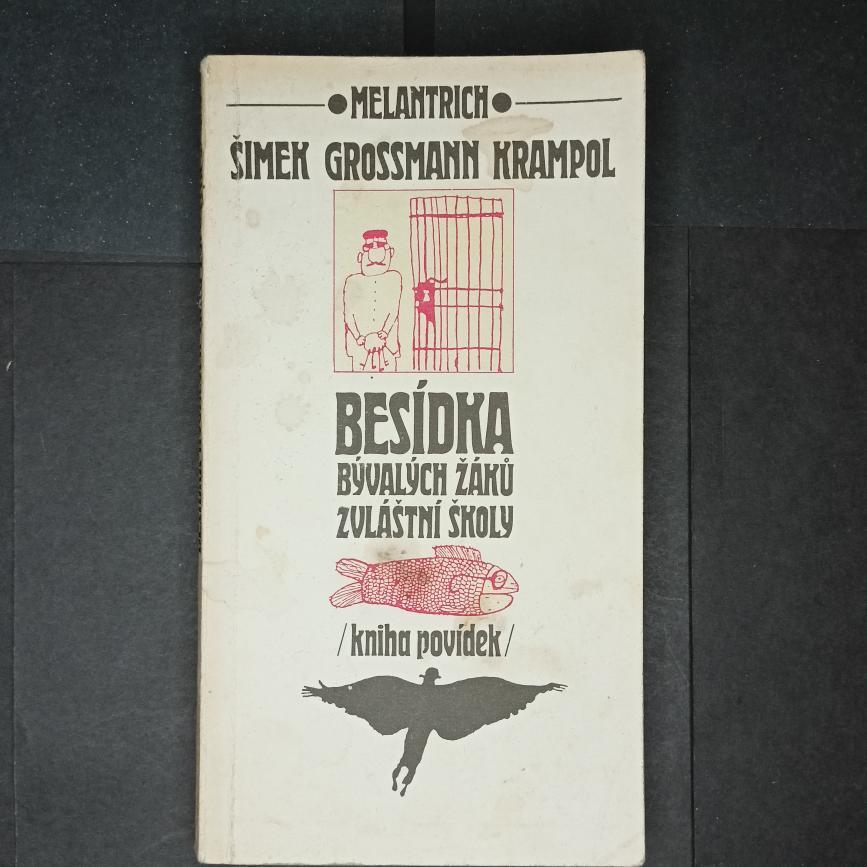 MELANTRICH
ŠIMEK GROSSMANN KRAMPOL
BESÍDKA
BÝVALÝCH ŽÁKŮ
ZVLÁŠTNÍ ŠKOLY
/kniha povídek/